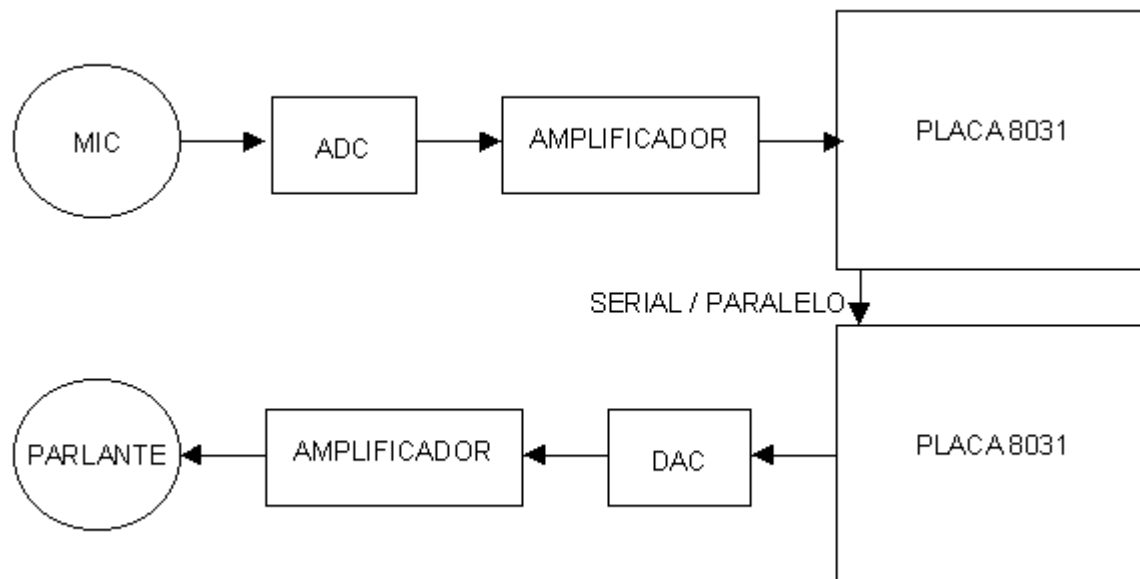 MIC
ADC
AMPLIFICADOR
PLACA 8031
SERIAL / PARALELO
PARLANTE
AMPLIFICADOR
DAC
PLACA 8031